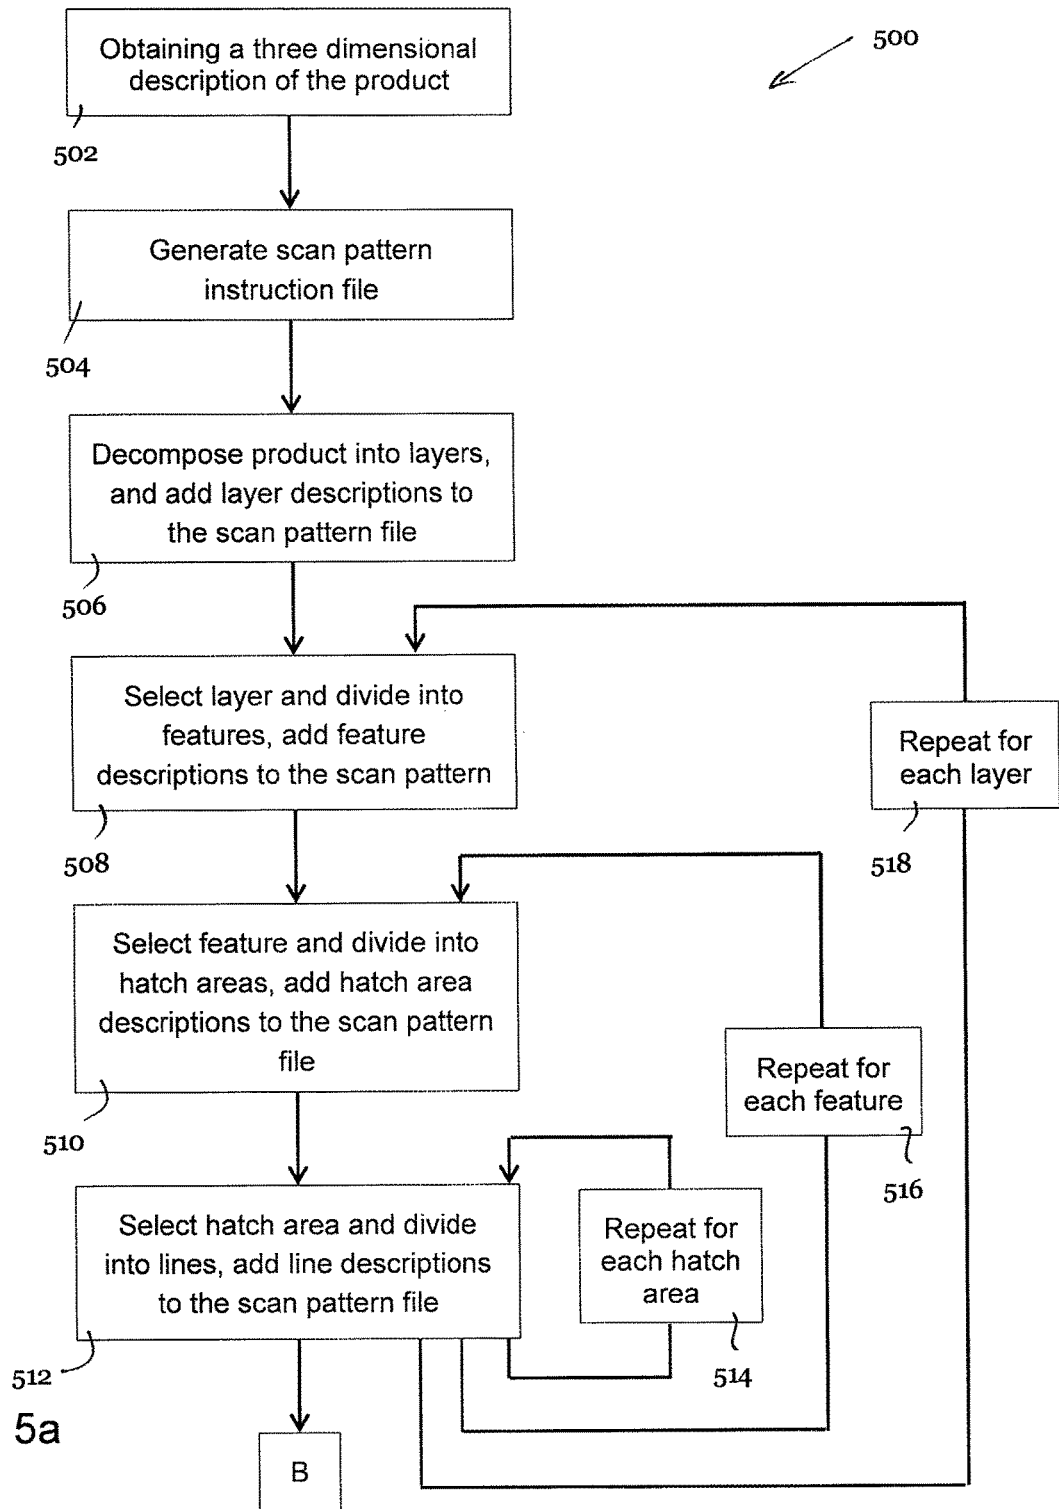 Obtaining a three dimensional
description of the product
500
502
Generate scan pattern
instruction file
504
Decompose product into layers,
and add layer descriptions to
the scan pattern file
506
Select layer and divide into
features, add feature
descriptions to the scan pattern
508
Repeat for
each layer
518
Select feature and divide into
hatch areas, add hatch area
descriptions to the scan pattern
file
510
Repeat for
each feature
516
Select hatch area and divide
into lines, add line descriptions
to the scan pattern file
512
Repeat for
each hatch
area
514
5a
B